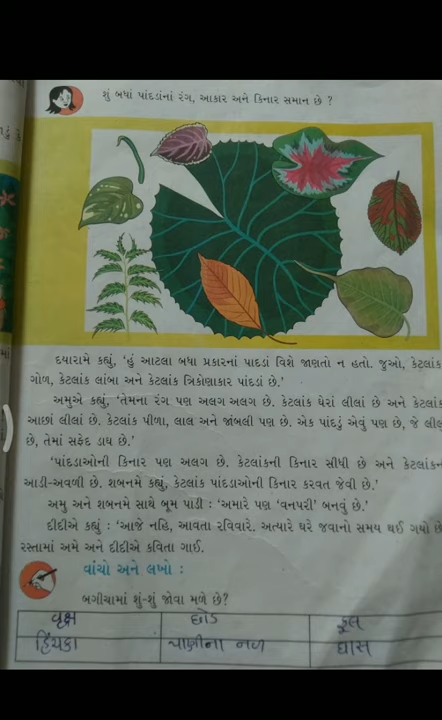 શું બધાં પાંદડાંનાં રંગ, આકાર અને કિનાર સમાન છે ?
દયારામે કહ્યું, ‘હું આટલા બધા પ્રકારનાં પાદડાં વિશે જાણતો ન હતો. જુઓ, કેટલાંક
ગોળ, કેટલાંક લાંબા અને કેટલાંક ત્રિકોણાકાર પાંદડાં છે.’
અમુએ કહ્યું, ‘તેમના રંગ પણ અલગ અલગ છે. કેટલાંક ઘેરાં લીલાં છે અને કેટલાંક
આછાં લીલાં છે. કેટલાંક પીળા, લાલ અને જાંબલી પણ છે. એક પાંદડું એવું પણ છે, જે લીલું
છે, તેમાં સફેદ ડાઘ છે.’
‘પાંદડાઓની કિનાર પણ અલગ છે. કેટલાંકની કિનાર સીધી છે અને કેટલાંકની
આડી-અવળી છે. શબનમે કહ્યું, કેટલાંક પાંદડાઓની કિનાર કરવત જેવી છે.’
અમુ અને શબનમે સાથે બૂમ પાડી : ‘અમારે પણ ‘વનપરી’ બનવું છે.’
દીદીએ કહ્યું : ‘આજે નહિ, આવતા રવિવારે. અત્યારે ઘરે જવાનો સમય થઈ ગયો છે
રસ્તામાં અમે અને દીદીએ કવિતા ગાઈ.
વાંચો અને લખો :
બગીચામાં શું-શું જોવા મળે છે?
વૃક્ષ છોડ ફૂલ
હિંચકા પાણીના નળ ઘાસ